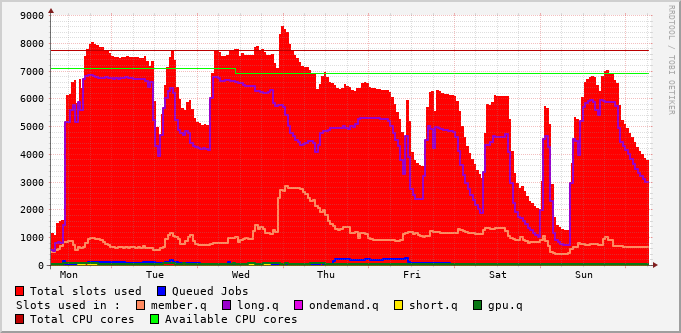 9000
8000
7000
6000
5000
4000
3000
2000
1000
0
Mon Tue Wed Thu Fri Sat Sun
RRDTOOL / TOBI OETIKER
Total slots used Queued Jobs
Slots used in : member.q long.q ondemand.q short.q gpu.q
Total CPU cores Available CPU cores